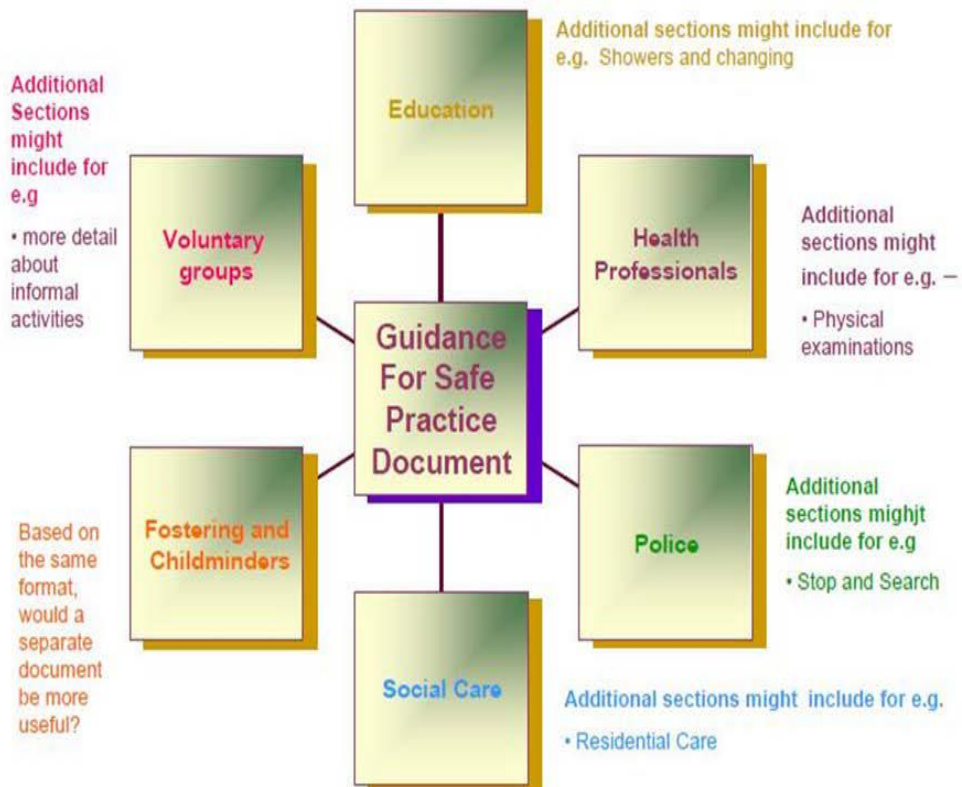 Additional sections might include for
e.g. Showers and changing
Education
Additional
Sections
might
include for
e.g
• more detail
about
informal
activities
Voluntary
groups
Health
Professionals
Additional
sections might
include for e.g. –
• Physical
examinations
Guidance
For Safe
Practice
Document
Based on
the same
format,
would a
separate
document
be more
useful?
Fostering and
Childminders
Police
Additional
sections mighjt
include for e.g
• Stop and Search
Social Care
Additional sections might include for e.g.
• Residential Care